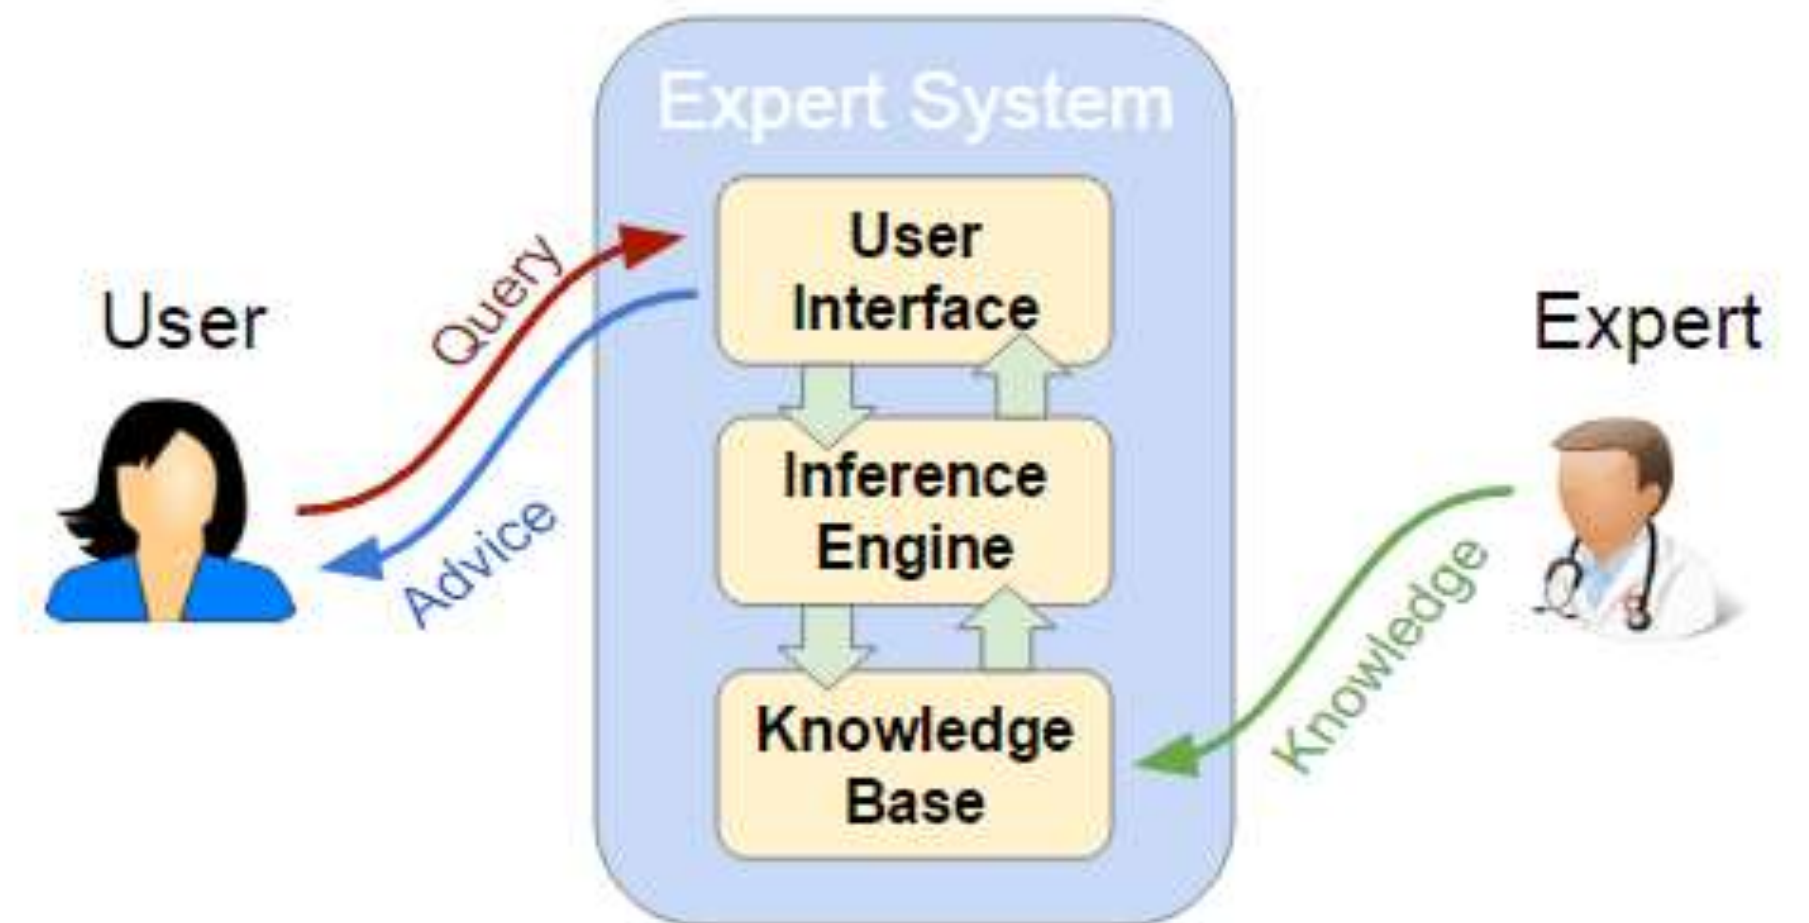 Expert System
User
Interface
Query
User
Expert
Inference
Engine
Advice
Knowledge
Knowledge
Base